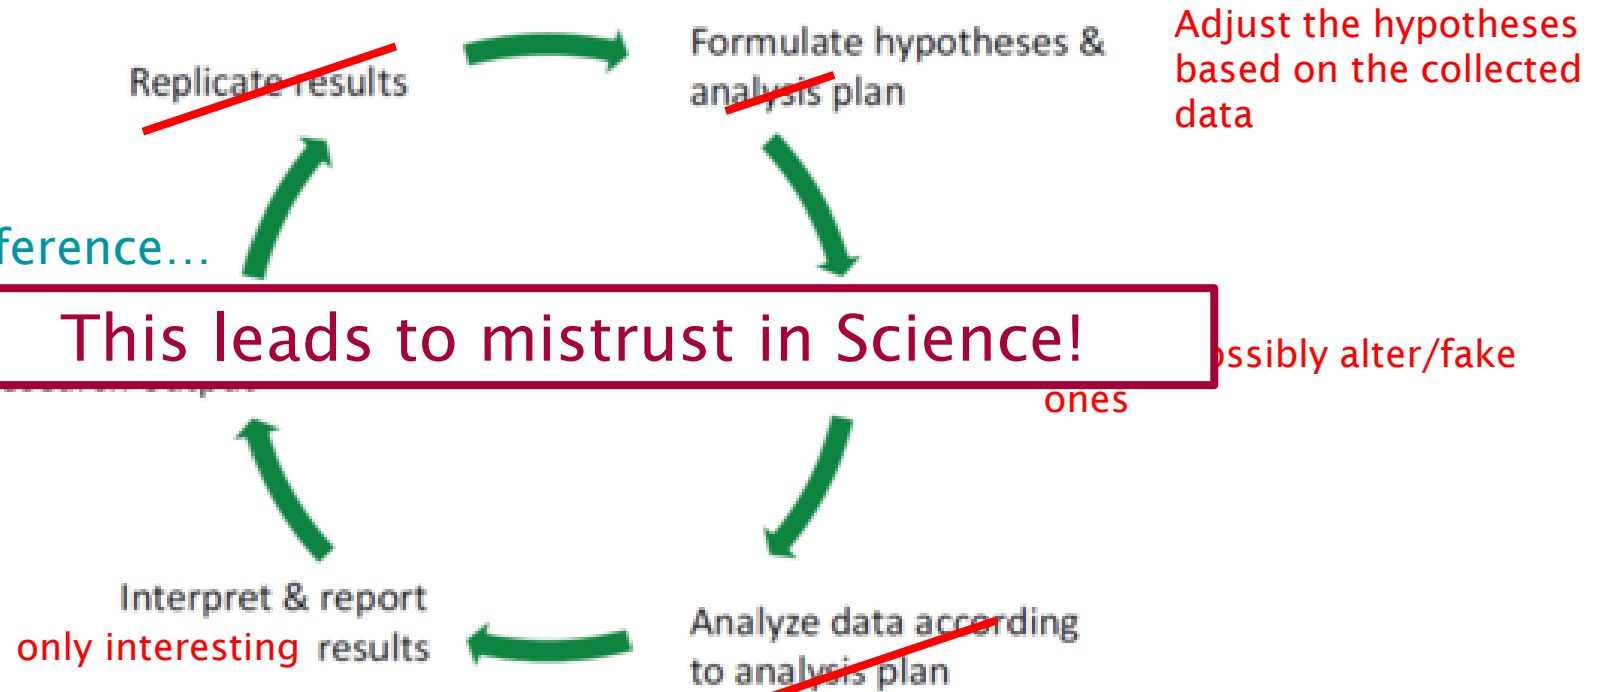 Replicate results
Formulate hypotheses &
analysis plan
Adjust the hypotheses
based on the collected
data
ference…
This leads to mistrust in Science!
ossibly alter/fake
ones
Interpret & report
only interesting results
Analyze data according
to analysis plan